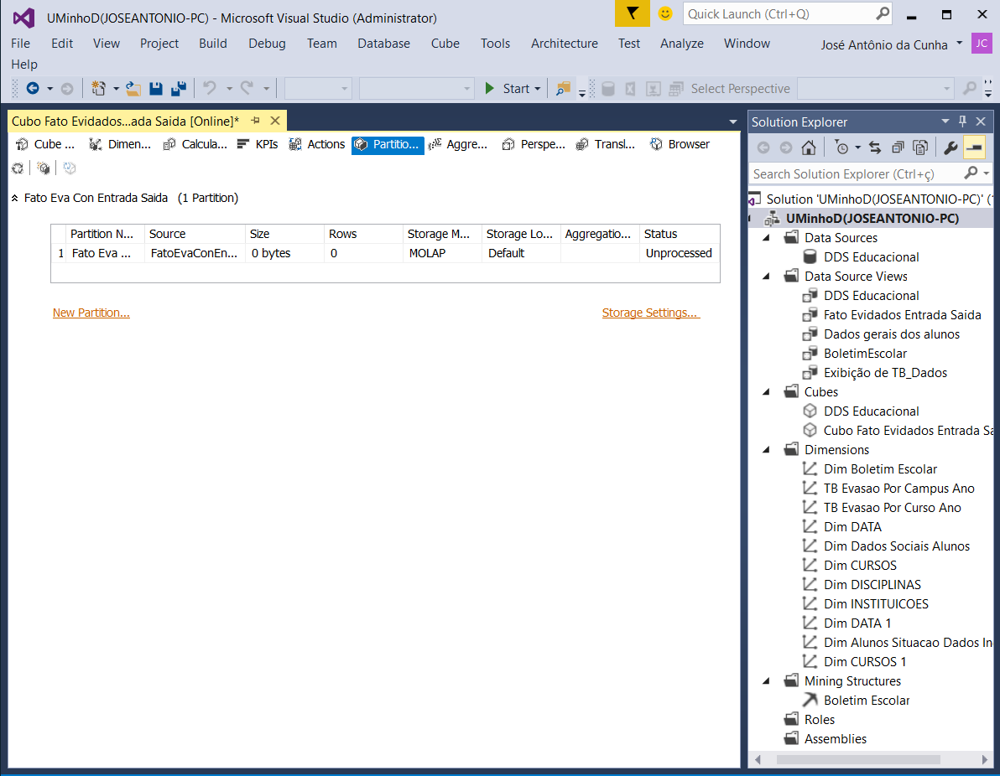 UMinhoD(JOSEANTONIO-PC) - Microsoft Visual Studio (Administrator)
Quick Launch (Ctrl+Q)
File Edit View Project Build Debug Team Database Cube Tools Architecture Test Analyze Window José Antônio da Cunha JC
Help
Start Select Perspective
Cubo Fato Evidados...ada Saida [Online]*
Cube ... Dimen... Calcula... KPIs Actions Partitio... Aggre... Perspe... Transl... Browser
Fato Eva Con Entrada Saida (1 Partition)
Partition N... Source Size Rows Storage M... Storage Lo... Aggregatio... Status
1 Fato Eva ... FatoEvaConEn... 0 bytes 0 MOLAP Default Unprocessed
New Partition... Storage Settings...
Solution Explorer
Search Solution Explorer (Ctrl+ç)
Solution 'UMinhoD(JOSEANTONIO-PC)' (
UMinhoD(JOSEANTONIO-PC)
Data Sources
DDS Educacional
Data Source Views
DDS Educacional
Fato Evidados Entrada Saida
Dados gerais dos alunos
BoletimEscolar
Exibição de TB_Dados
Cubes
DDS Educacional
Cubo Fato Evidados Entrada Sa
Dimensions
Dim Boletim Escolar
TB Evasao Por Campus Ano
TB Evasao Por Curso Ano
Dim DATA
Dim Dados Sociais Alunos
Dim CURSOS
Dim DISCIPLINAS
Dim INSTITUICOES
Dim DATA 1
Dim Alunos Situacao Dados In
Dim CURSOS 1
Mining Structures
Boletim Escolar
Roles
Assemblies